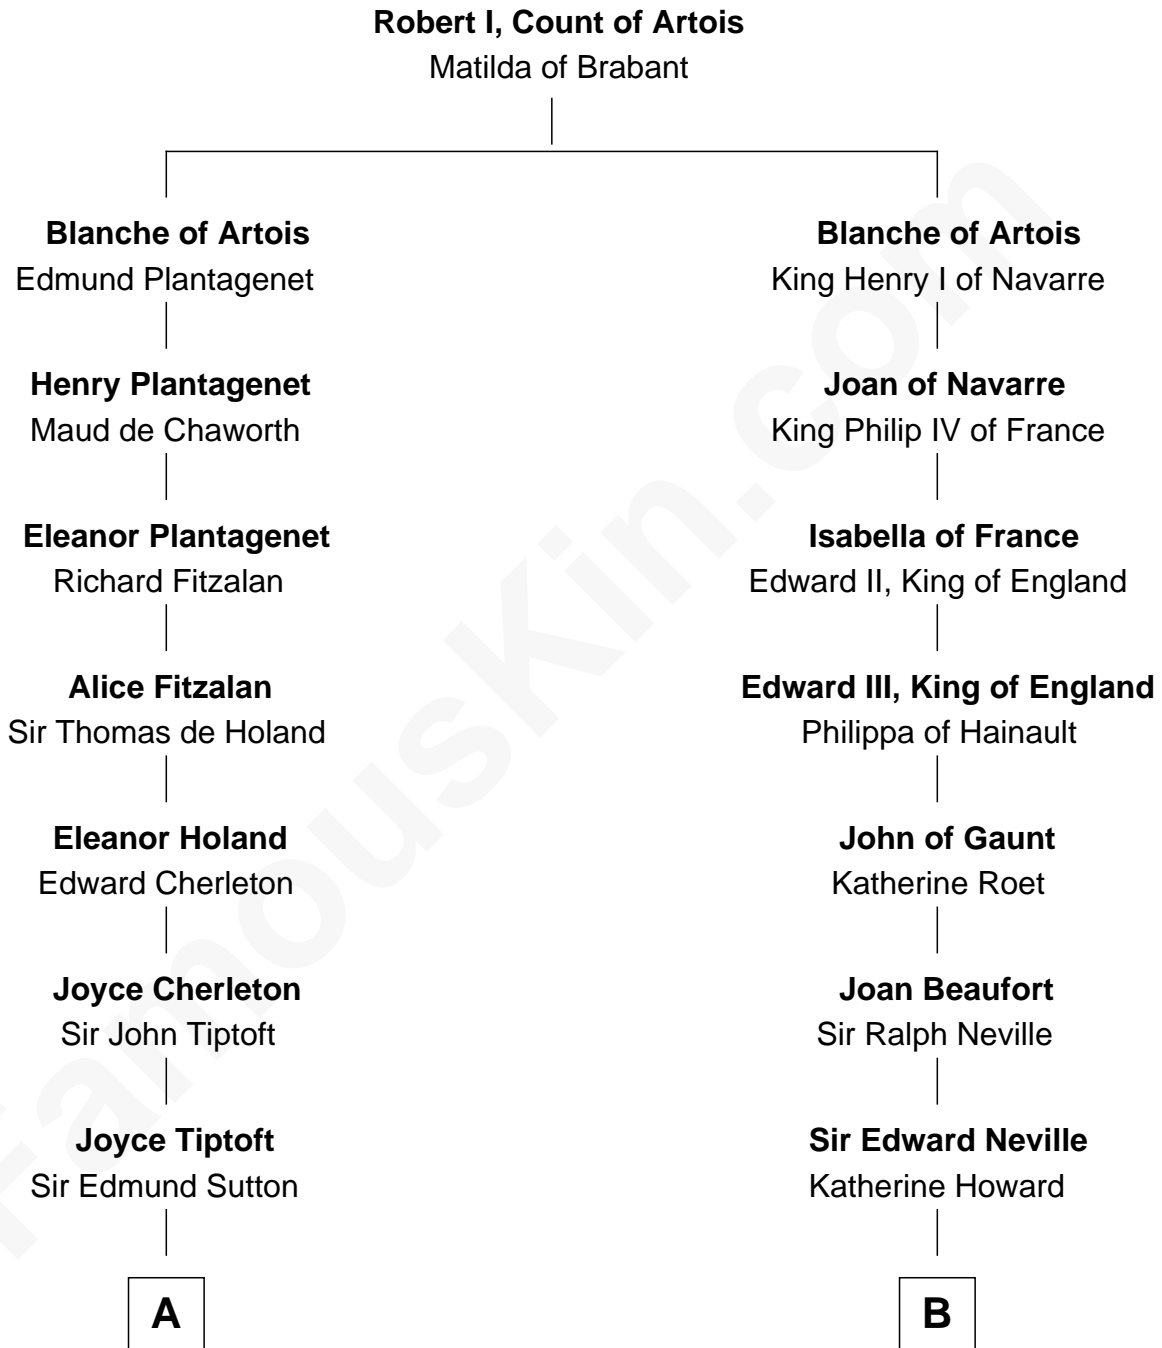 Robert I, Count of Artois
Matilda of Brabant
Blanche of Artois
Edmund Plantagenet
Henry Plantagenet
Maud de Chaworth
Eleanor Plantagenet
Richard Fitzalan
Alice Fitzalan
Sir Thomas de Holand
Eleanor Holand
Edward Cherleton
Joyce Cherleton
Sir John Tiptoft
Joyce Tiptoft
Sir Edmund Sutton
A
Blanche of Artois
King Henry I of Navarre
Joan of Navarre
King Philip IV of France
Isabella of France
Edward II, King of England
Edward III, King of England
Philippa of Hainault
John of Gaunt
Katherine Roet
Joan Beaufort
Sir Ralph Neville
Sir Edward Neville
Katherine Howard
B
FamousKin.com